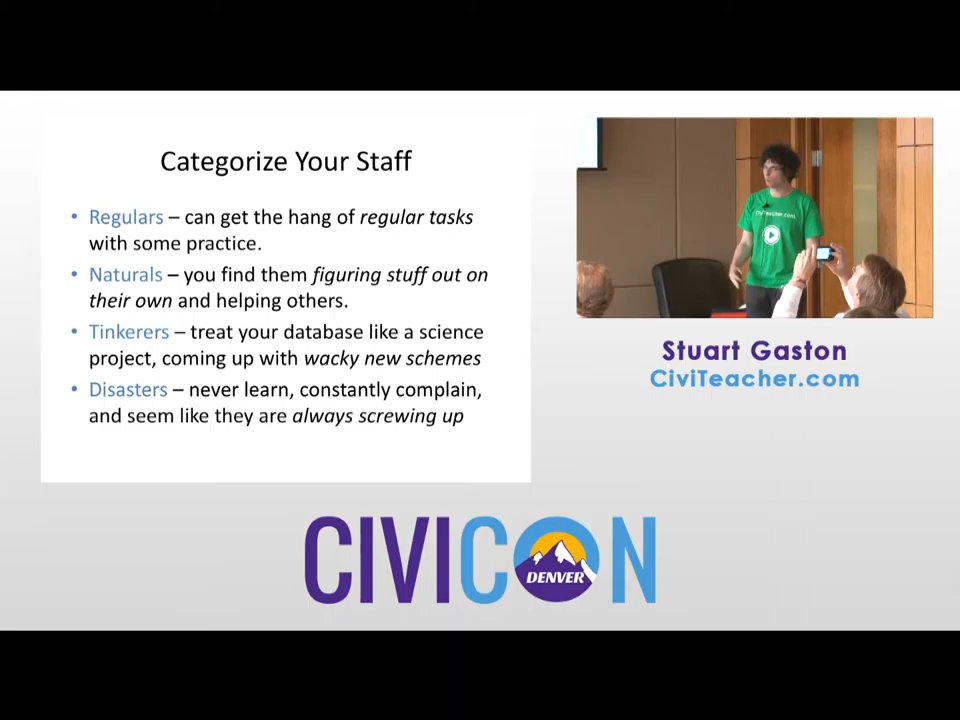 Categorize Your Staff
• Regulars – can get the hang of regular tasks
with some practice.
• Naturals – you find them figuring stuff out on
their own and helping others.
• Tinkerers – treat your database like a science
project, coming up with wacky new schemes
• Disasters – never learn, constantly complain,
and seem like they are always screwing up
CiviTeacher.com
Stuart Gaston
CiviTeacher.com
CIVICON
DENVER